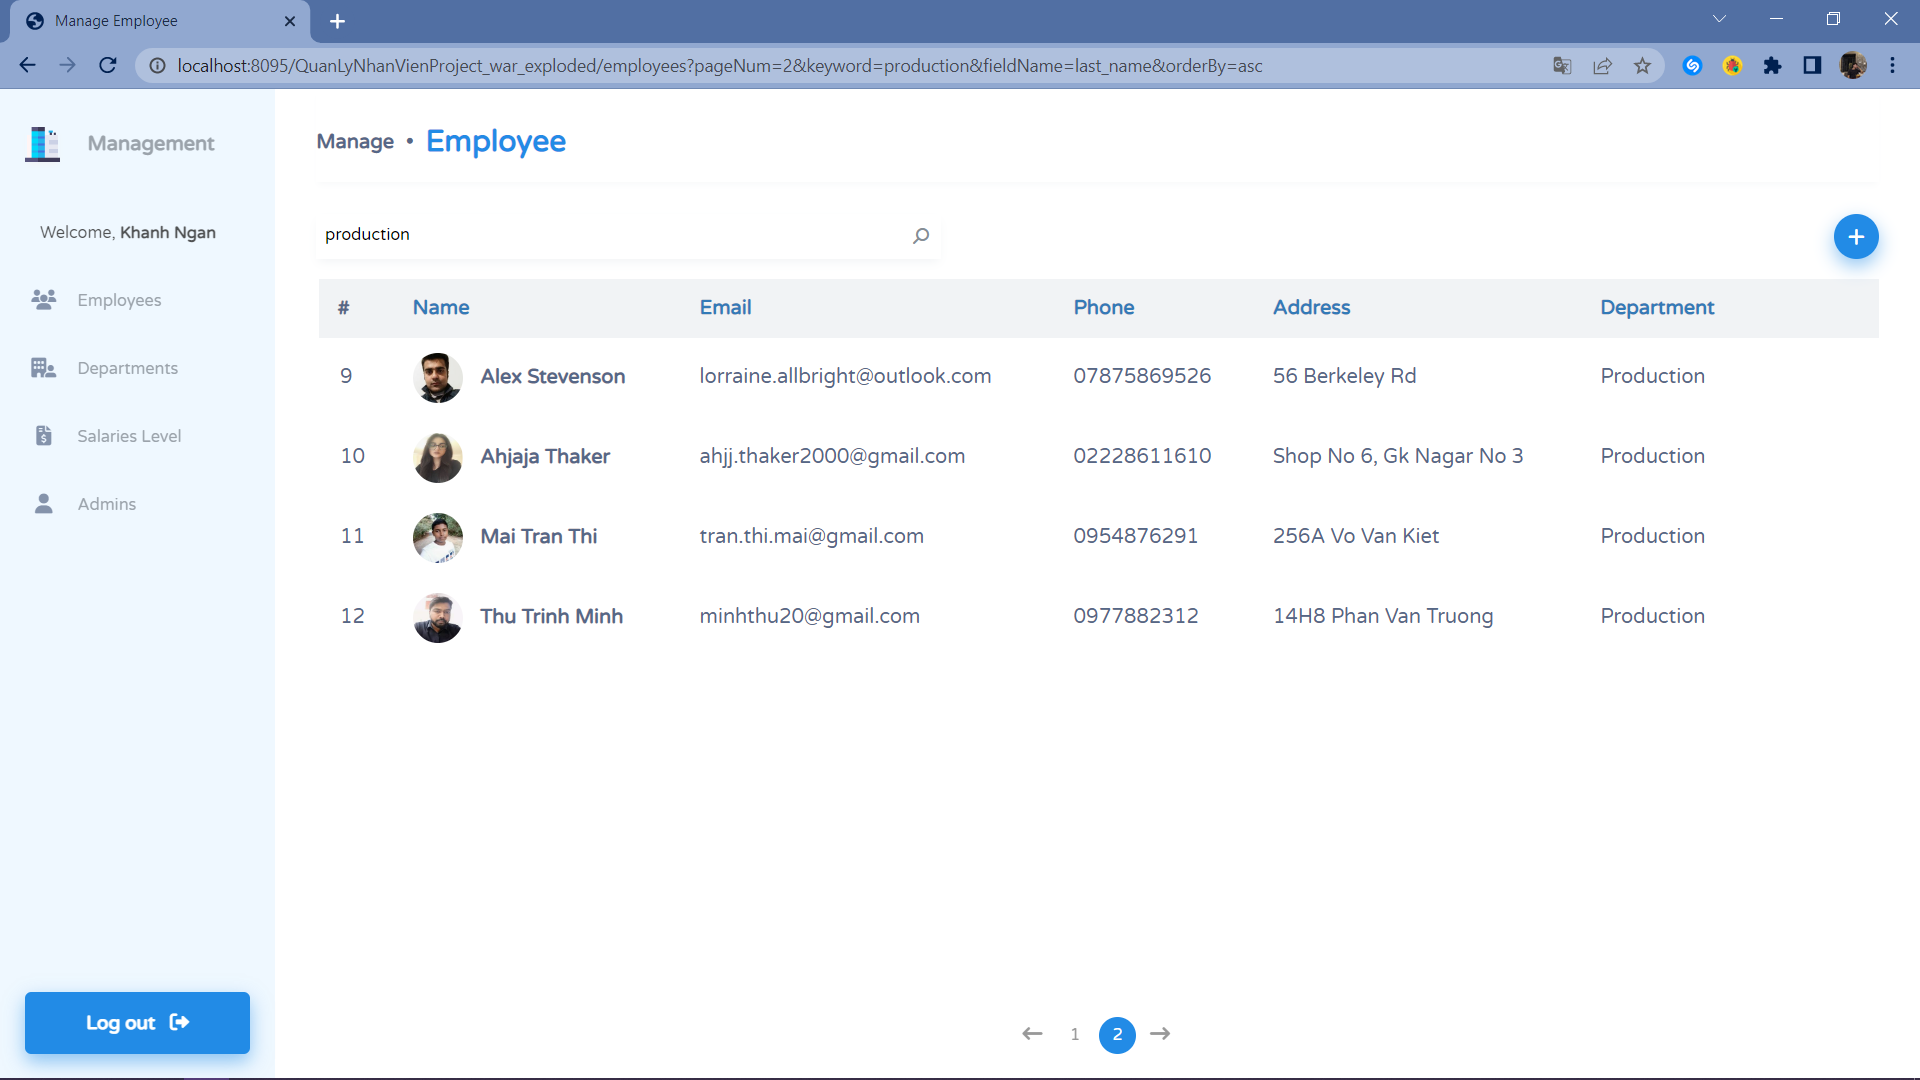 Manage Employee
localhost:8095/QuanLyNhanVienProject_war_exploded/employees?pageNum=2&keyword=production&fieldName=last_name&orderBy=asc
Management
Welcome, Khanh Ngan
Employees
Departments
Salaries Level
Admins
Log out
Manage • Employee
production
# Name Email Phone Address Department
9 Alex Stevenson lorraine.allbright@outlook.com 07875869526 56 Berkeley Rd Production
10 Ahjaja Thaker ahjj.thaker2000@gmail.com 02228611610 Shop No 6, Gk Nagar No 3 Production
11 Mai Tran Thi tran.thi.mai@gmail.com 0954876291 256A Vo Van Kiet Production
12 Thu Trinh Minh minhthu20@gmail.com 0977882312 14H8 Phan Van Truong Production
1 2